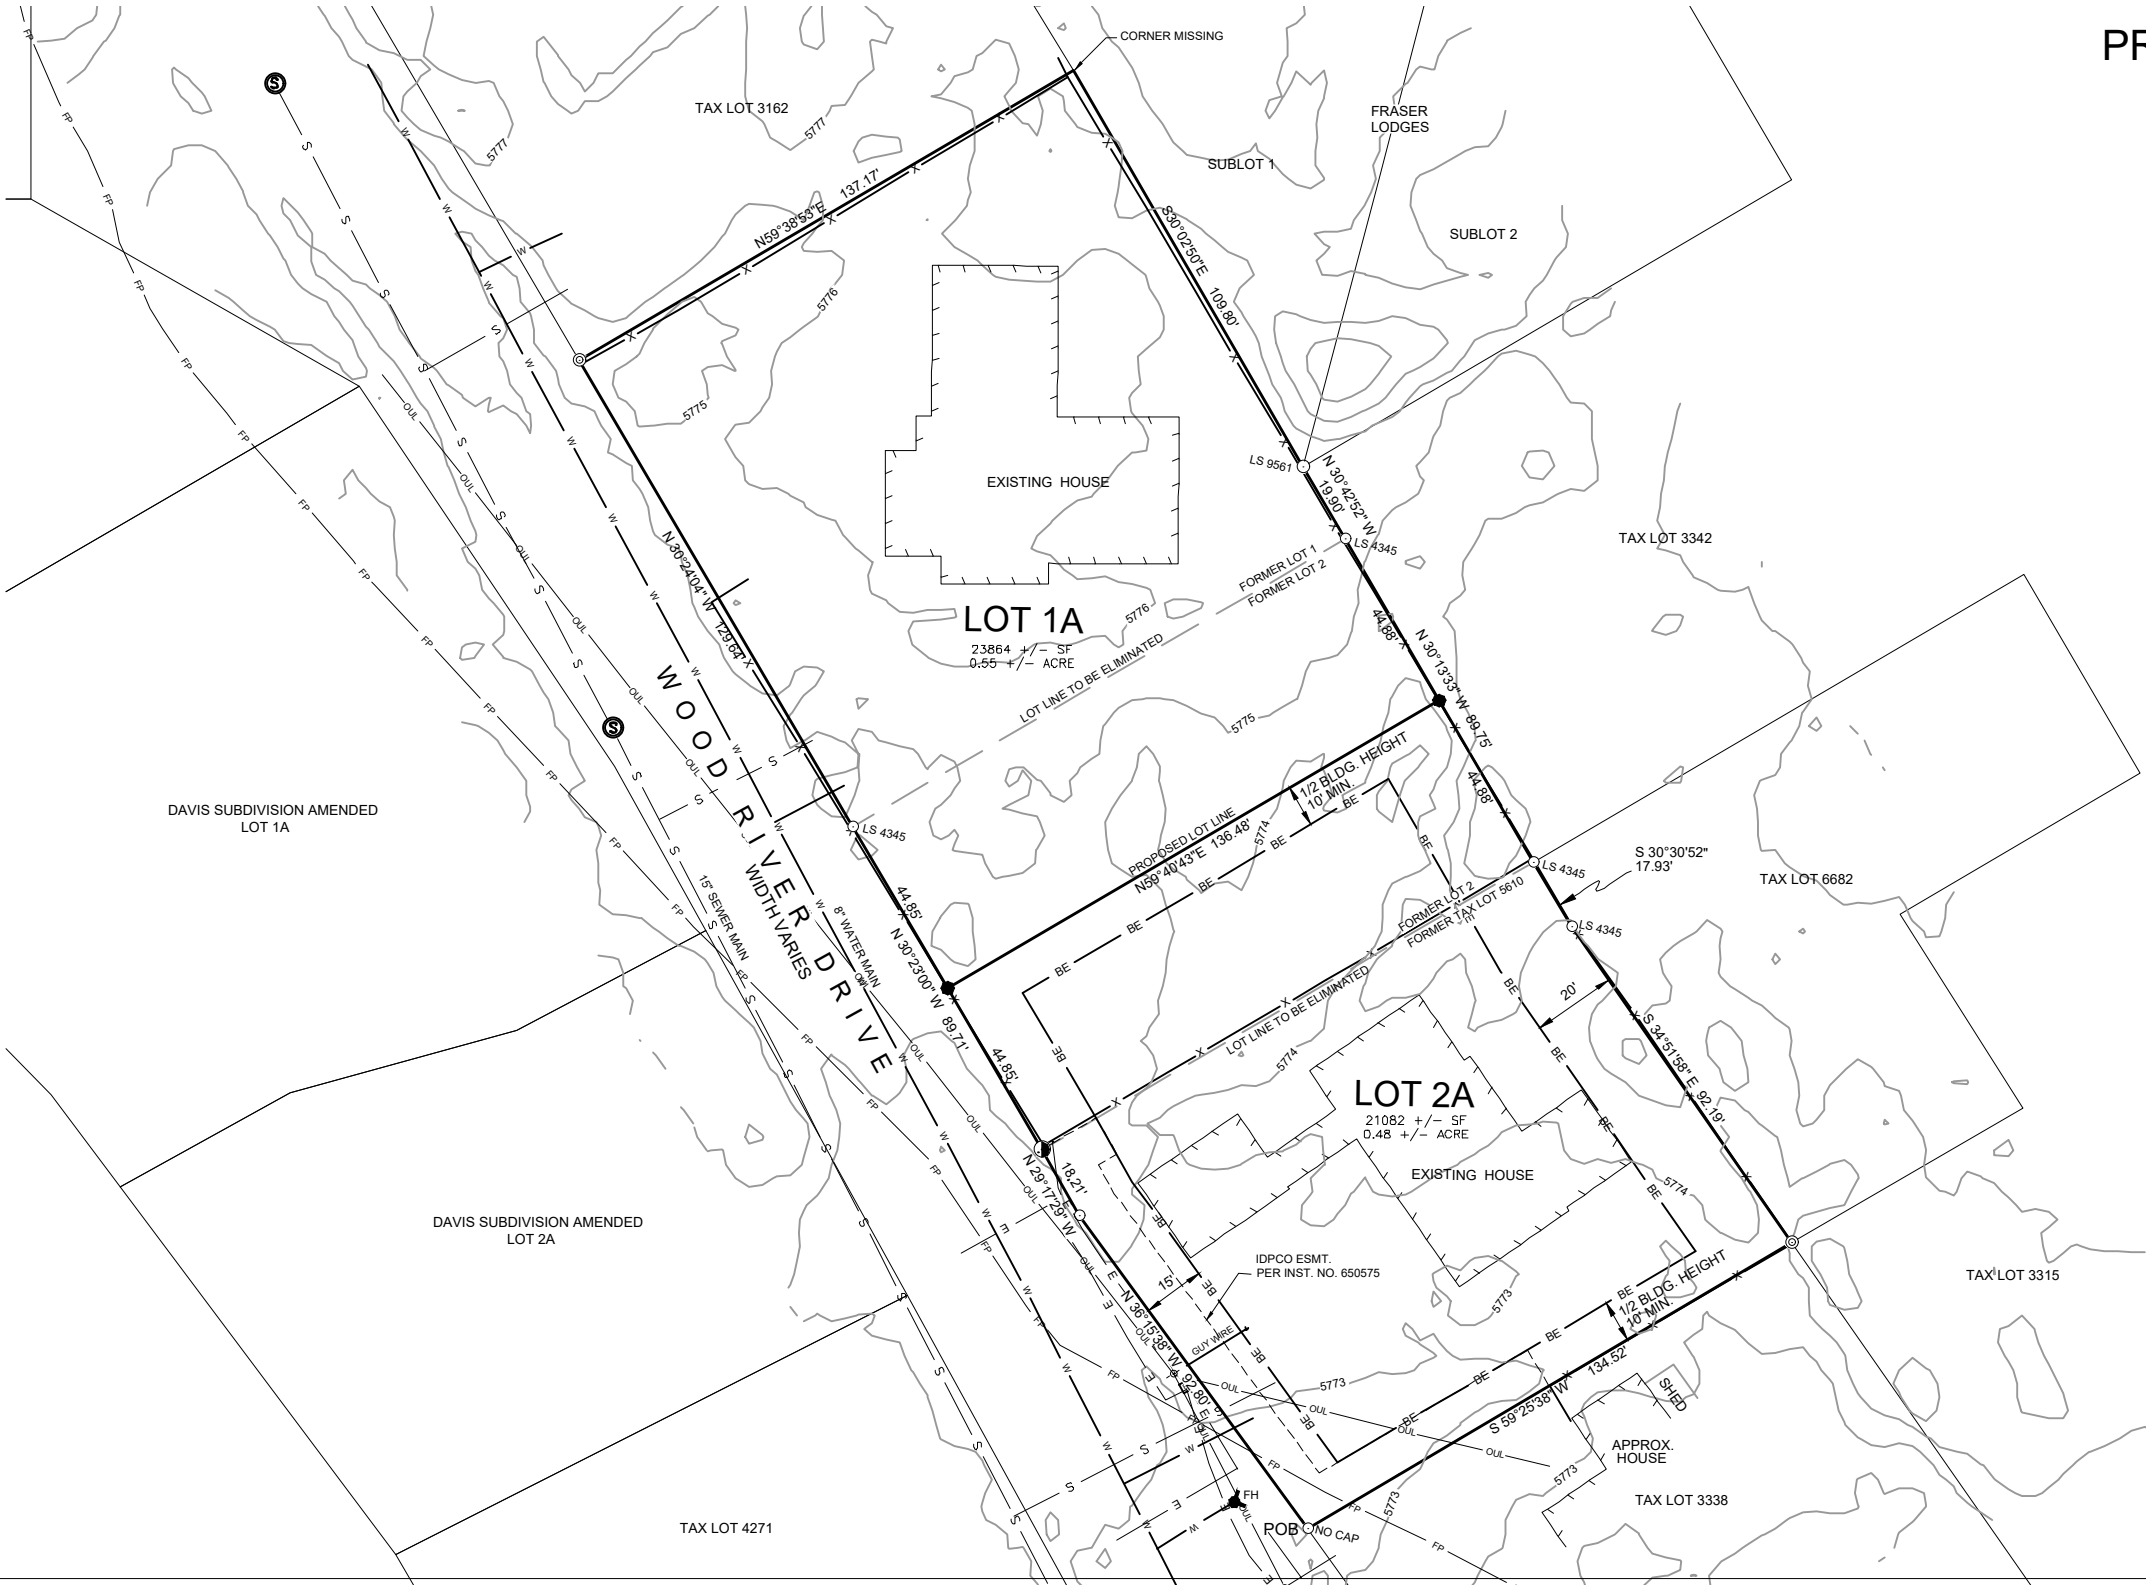 PR
CORNER MISSING
TAX LOT 3162
FRASER
LODGES
SUBLOT 1
SUBLOT 2
5777
5777
N59°38'53"E 137.17'
S30°02'50"E 109.80'
5776
5775
LS 9561
N 30°42'52" W
19.90'
LS 4345
EXISTING HOUSE
TAX LOT 3342
FORMER LOT 1
FORMER LOT 2
N 30°24'04" W 129.64'
LOT 1A
23864 +/- SF
0.55 +/- ACRE
5776
LOT LINE TO BE ELIMINATED
44.88'
N 30°13'33" W 89.75'
5775
WOOD RIVER DRIVE
WIDTH VARIES
1/2 BLDG. HEIGHT
10' MIN.
44.88'
DAVIS SUBDIVISION AMENDED
LOT 1A
LS 4345
PROPOSED LOT LINE
N59°40'43"E 136.48'
5774
LS 4345
S 30°30'52"
17.93'
TAX LOT 6682
15" SEWER MAIN
8" WATER MAIN
44.85'
N 30°23'00" W 89.71'
FORMER LOT 2
FORMER TAX LOT 5610
LS 4345
LOT LINE TO BE ELIMINATED
20'
S 34°51'58" E 92.19'
44.85'
5774
LOT 2A
21082 +/- SF
0.48 +/- ACRE
EXISTING HOUSE
5774
18.21'
N 29°17'29" W
DAVIS SUBDIVISION AMENDED
LOT 2A
IDPCO ESMT.
PER INST. NO. 650575
15'
TAX LOT 3315
1/2 BLDG. HEIGHT
10' MIN.
N 36°15'38" W 92.80'
GUY WIRE
5773
5773
S 59°25'38" W 134.52'
SHED
APPROX.
HOUSE
5773
5773
TAX LOT 3338
FH
POB
NO CAP
TAX LOT 4271